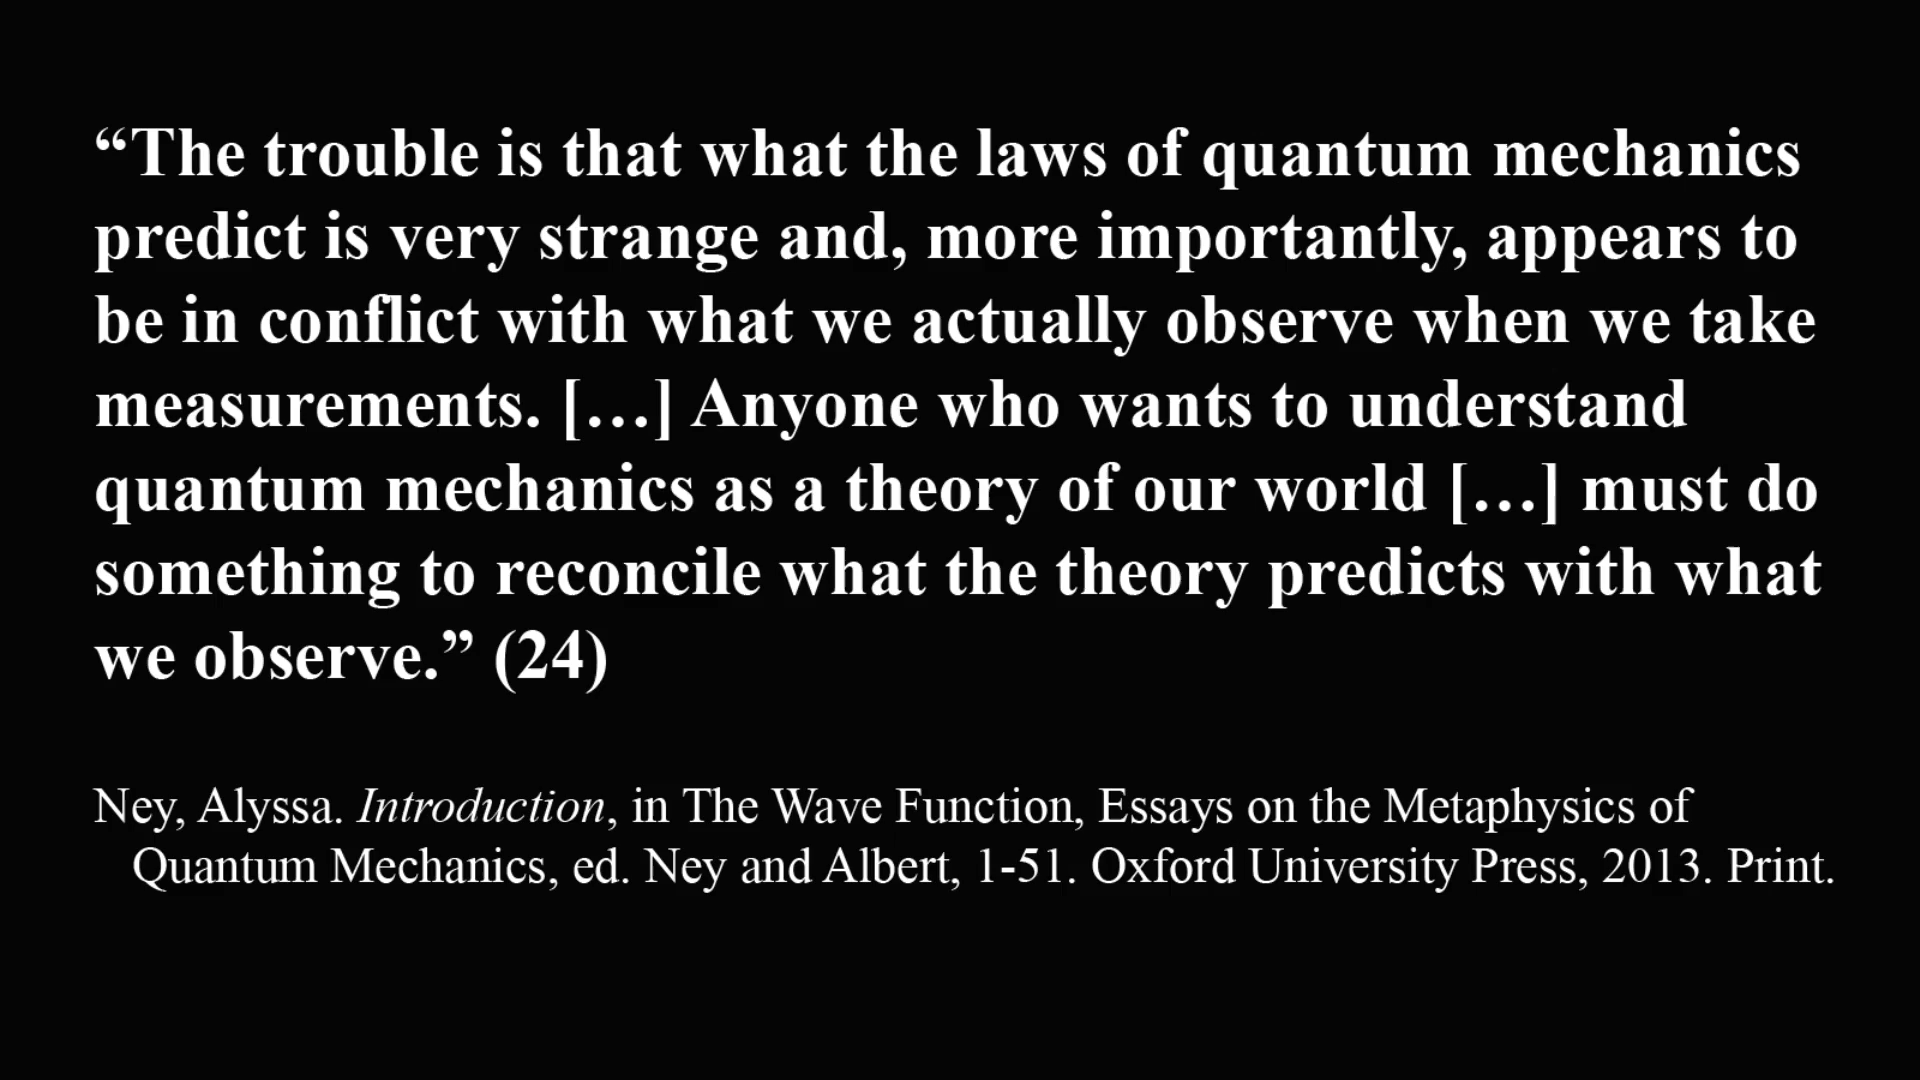 “The trouble is that what the laws of quantum mechanics
predict is very strange and, more importantly, appears to
be in conflict with what we actually observe when we take
measurements. […] Anyone who wants to understand
quantum mechanics as a theory of our world […] must do
something to reconcile what the theory predicts with what
we observe.” (24)
Ney, Alyssa. Introduction, in The Wave Function, Essays on the Metaphysics of
Quantum Mechanics, ed. Ney and Albert, 1-51. Oxford University Press, 2013. Print.